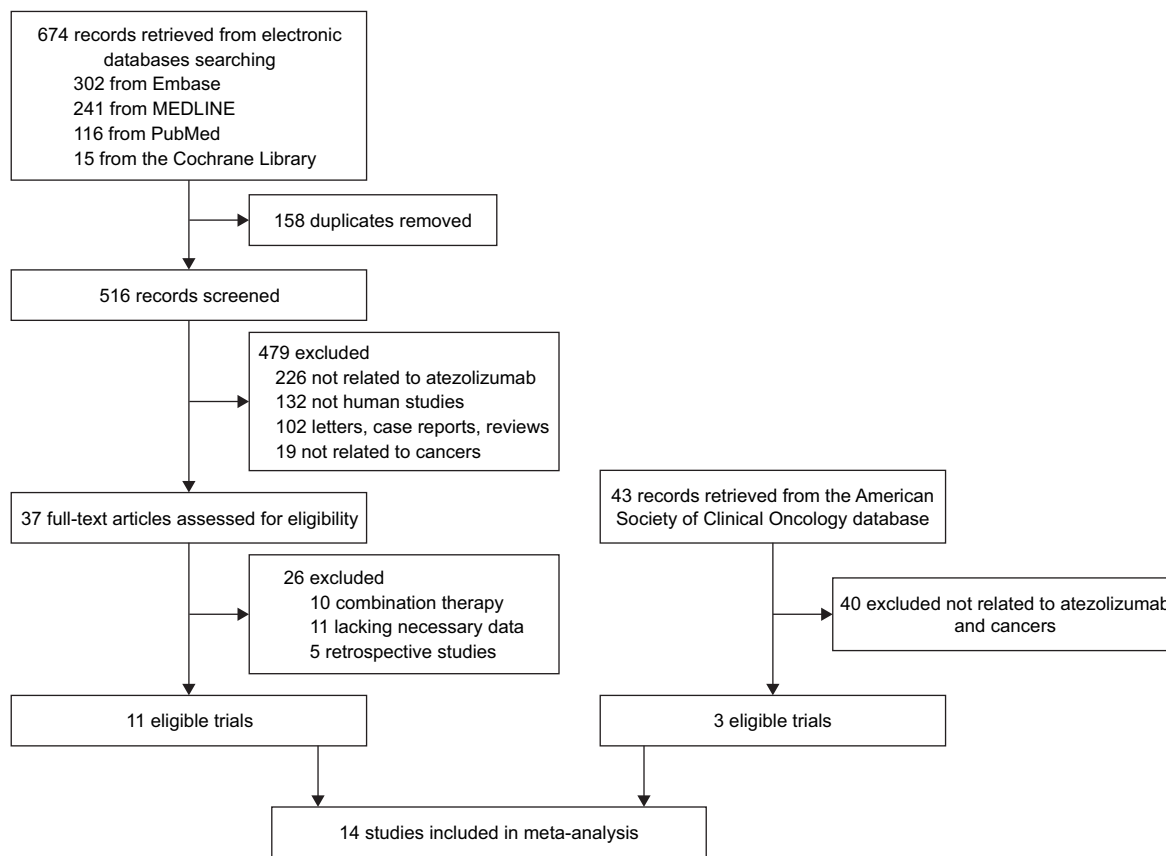 674 records retrieved from electronic
databases searching
302 from Embase
241 from MEDLINE
116 from PubMed
15 from the Cochrane Library
158 duplicates removed
516 records screened
479 excluded
226 not related to atezolizumab
132 not human studies
102 letters, case reports, reviews
19 not related to cancers
37 full-text articles assessed for eligibility
43 records retrieved from the American
Society of Clinical Oncology database
26 excluded
10 combination therapy
11 lacking necessary data
5 retrospective studies
40 excluded not related to atezolizumab
and cancers
11 eligible trials
3 eligible trials
14 studies included in meta-analysis